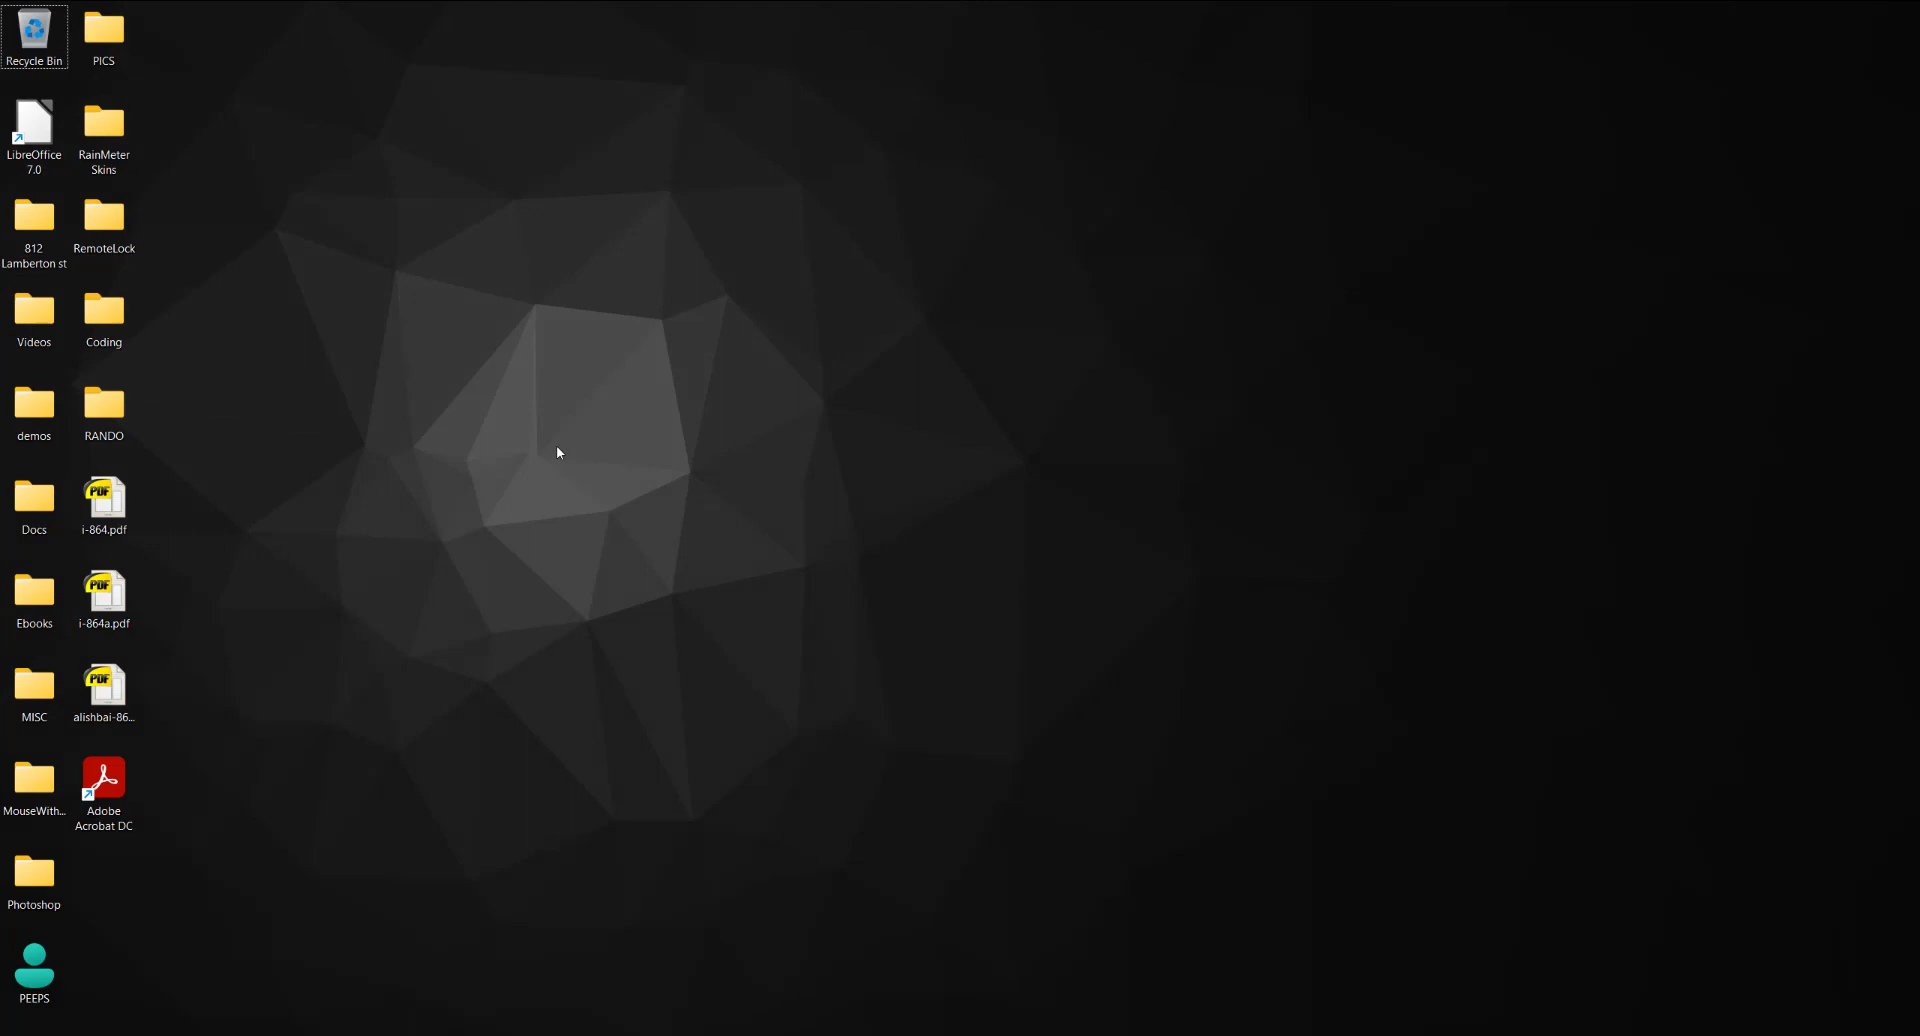 Recycle Bin
PICS
LibreOffice
7.0
RainMeter
Skins
812
Lamberton st
RemoteLock
Videos
Coding
demos
RANDO
Docs
PDF
i-864.pdf
Ebooks
PDF
i-864a.pdf
MISC
PDF
alishbai-86...
MouseWith...
Adobe
Acrobat DC
Photoshop
PEEPS